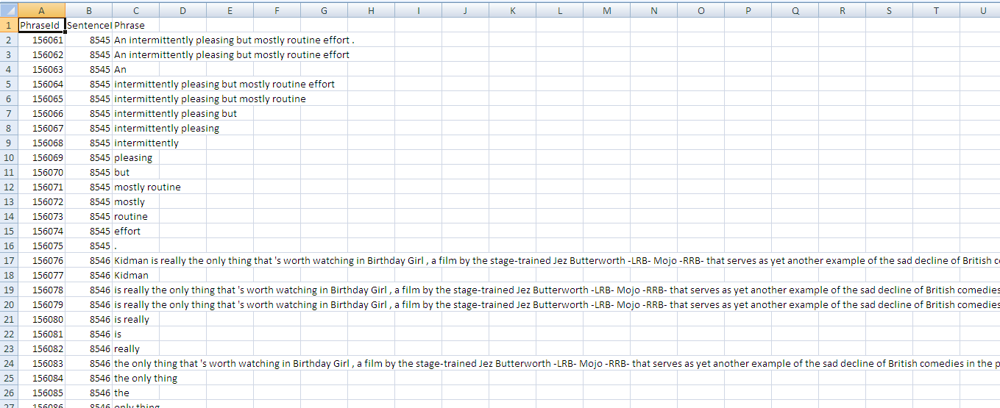 A B C D E F G H I J K L M N O P Q R S T U
1 PhraseId SentenceI Phrase
2 156061 8545 An intermittently pleasing but mostly routine effort .
3 156062 8545 An intermittently pleasing but mostly routine effort
4 156063 8545 An
5 156064 8545 intermittently pleasing but mostly routine effort
6 156065 8545 intermittently pleasing but mostly routine
7 156066 8545 intermittently pleasing but
8 156067 8545 intermittently pleasing
9 156068 8545 intermittently
10 156069 8545 pleasing
11 156070 8545 but
12 156071 8545 mostly routine
13 156072 8545 mostly
14 156073 8545 routine
15 156074 8545 effort
16 156075 8545 .
17 156076 8546 Kidman is really the only thing that 's worth watching in Birthday Girl , a film by the stage-trained Jez Butterworth -LRB- Mojo -RRB- that serves as yet another example of the sad decline of British c
18 156077 8546 Kidman
19 156078 8546 is really the only thing that 's worth watching in Birthday Girl , a film by the stage-trained Jez Butterworth -LRB- Mojo -RRB- that serves as yet another example of the sad decline of British comedies
20 156079 8546 is really the only thing that 's worth watching in Birthday Girl , a film by the stage-trained Jez Butterworth -LRB- Mojo -RRB- that serves as yet another example of the sad decline of British comedies
21 156080 8546 is really
22 156081 8546 is
23 156082 8546 really
24 156083 8546 the only thing that 's worth watching in Birthday Girl , a film by the stage-trained Jez Butterworth -LRB- Mojo -RRB- that serves as yet another example of the sad decline of British comedies in the p
25 156084 8546 the only thing
26 156085 8546 the
27 156086 8546 only thing